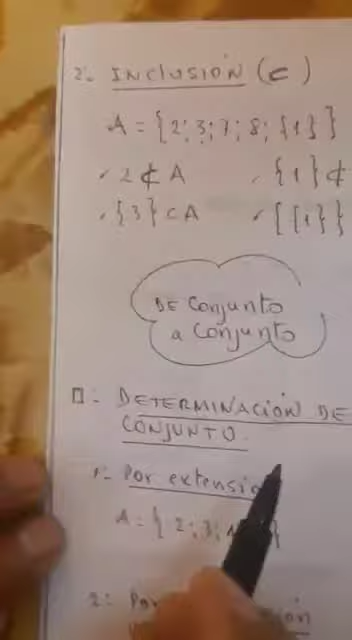 2.- INCLUSIÓN (⊂)
A = {2; 3; 7; 8; {1}}
✓ 2 ⊄ A ✓ {1} ⊄
✓ {3} ⊂ A ✓ {{1}}
DE conjunto
a conjunto
II.- DETERMINACIÓN DE
CONJUNTO.
1.- Por extensió
A = { 2; 3; }
2.- Por